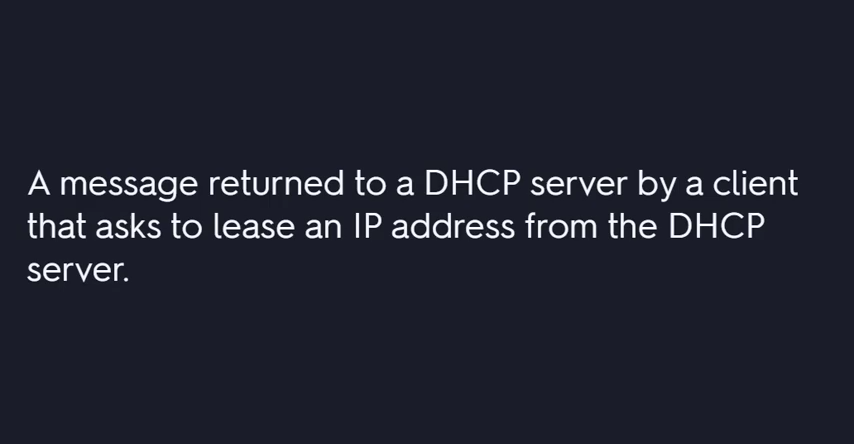 A message returned to a DHCP server by a client
that asks to lease an IP address from the DHCP
server.